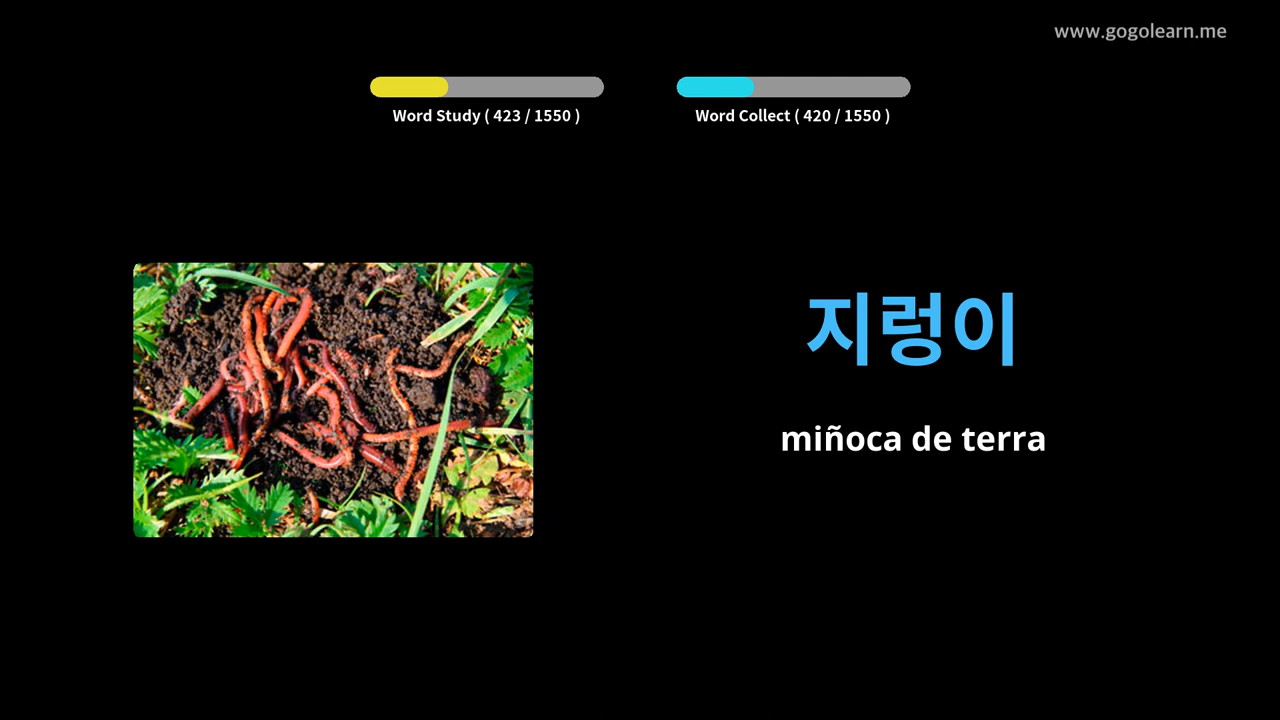 www.gogolearn.me
Word Study ( 423 / 1550 )
Word Collect ( 420 / 1550 )
지렁이
miñoca de terra